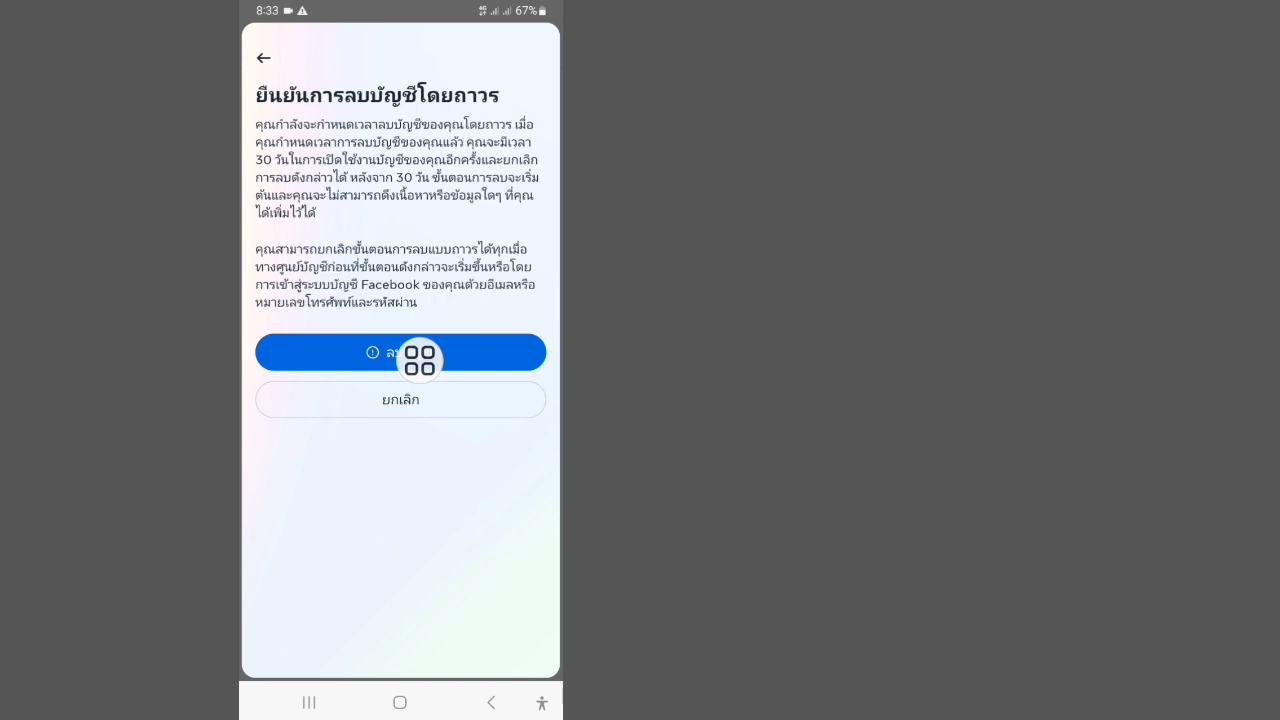 8:33
4G
67%
ยืนยันการลบบัญชีโดยถาวร
คุณกำลังจะกำหนดเวลาลบบัญชีของคุณโดยถาวร เมื่อ
คุณกำหนดเวลาการลบบัญชีของคุณแล้ว คุณจะมีเวลา
30 วันในการเปิดใช้งานบัญชีของคุณอีกครั้งและยกเลิก
การลบดังกล่าวได้ หลังจาก 30 วัน ขั้นตอนการลบจะเริ่ม
ต้นและคุณจะไม่สามารถดึงเนื้อหาหรือข้อมูลใดๆ ที่คุณ
ได้เพิ่มไว้ได้
คุณสามารถยกเลิกขั้นตอนการลบแบบถาวรได้ทุกเมื่อ
ทางศูนย์บัญชีก่อนที่ขั้นตอนดังกล่าวจะเริ่มขึ้นหรือโดย
การเข้าสู่ระบบบัญชี Facebook ของคุณด้วยอีเมลหรือ
หมายเลขโทรศัพท์และรหัสผ่าน
ยกเลิก